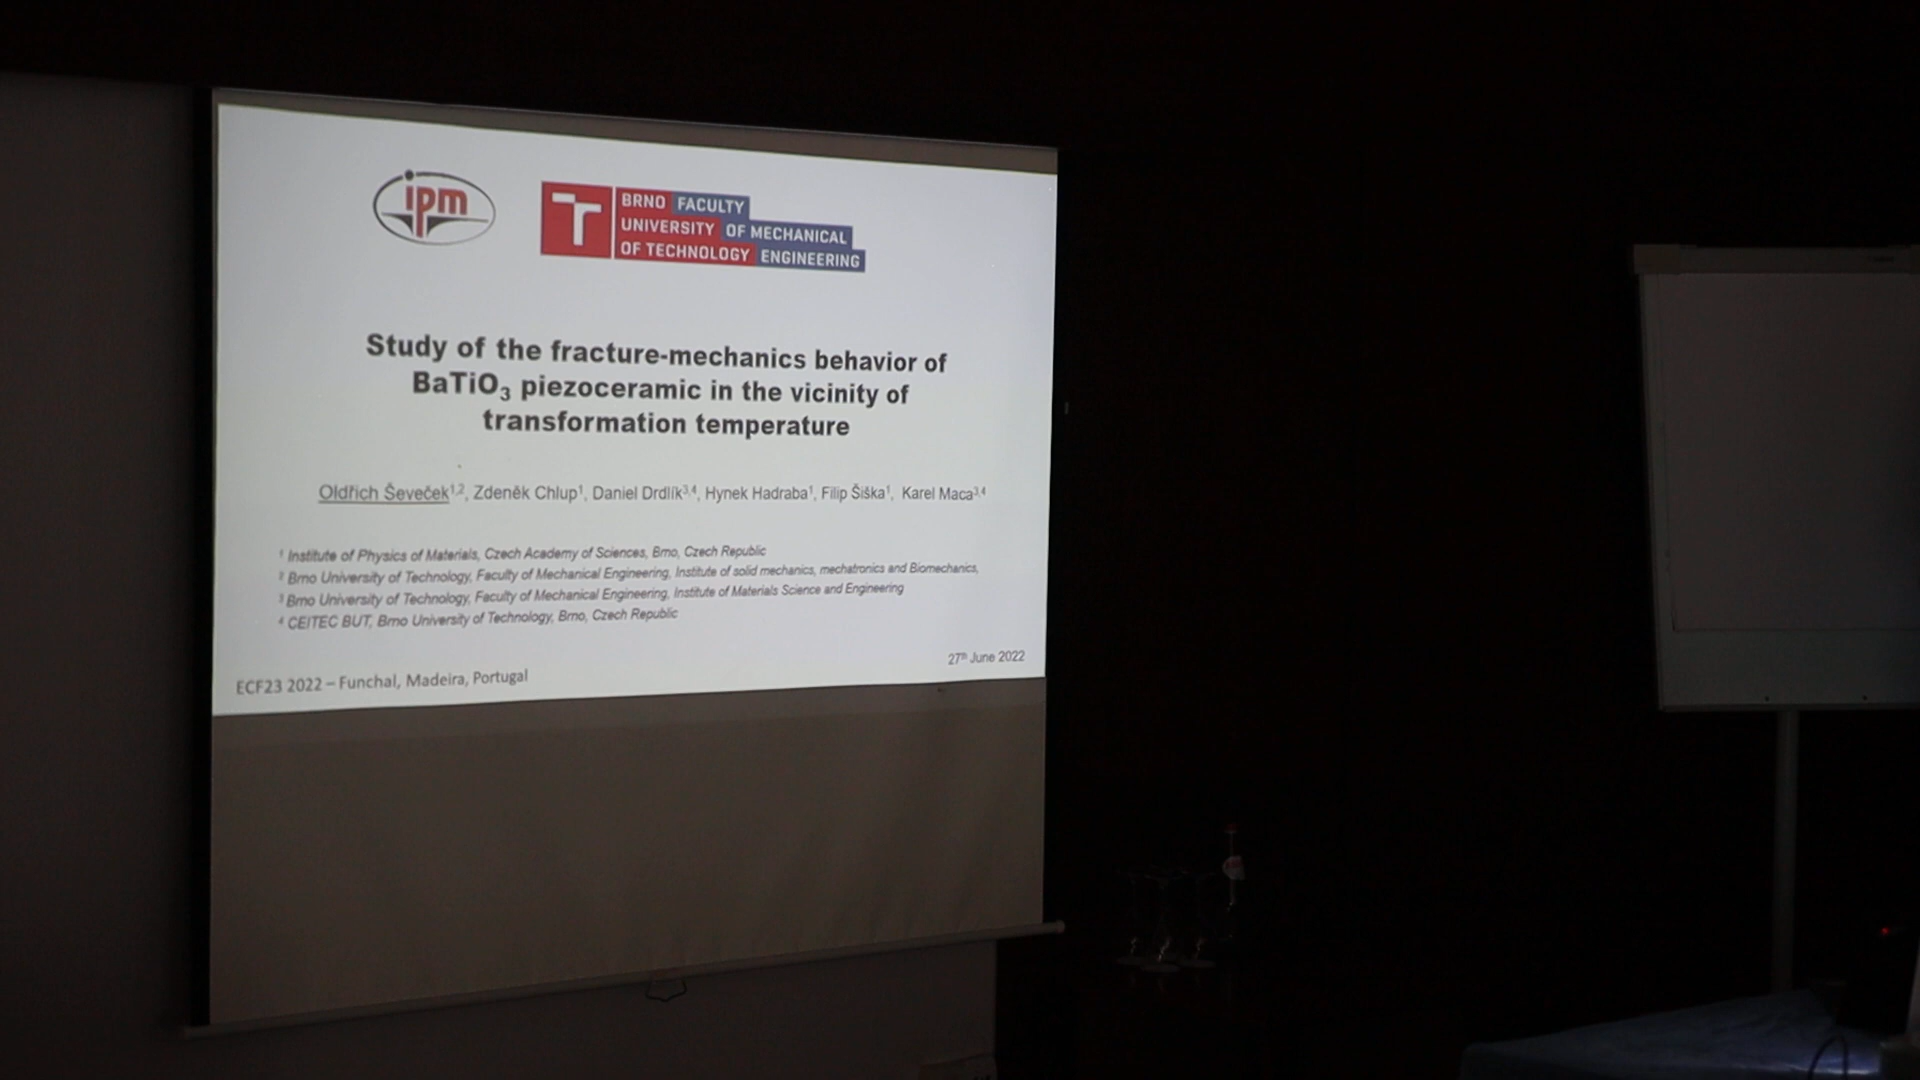 ipm
BRNO FACULTY
UNIVERSITY OF MECHANICAL
OF TECHNOLOGY ENGINEERING
Study of the fracture-mechanics behavior of
BaTiO₃ piezoceramic in the vicinity of
transformation temperature
Oldřich Ševeček¹,², Zdeněk Chlup¹, Daniel Drdlík³,⁴, Hynek Hadraba¹, Filip Šiška¹, Karel Maca³,⁴
¹ Institute of Physics of Materials, Czech Academy of Sciences, Brno, Czech Republic
² Brno University of Technology, Faculty of Mechanical Engineering, Institute of solid mechanics, mechatronics and Biomechanics,
³ Brno University of Technology, Faculty of Mechanical Engineering, Institute of Materials Science and Engineering
⁴ CEITEC BUT, Brno University of Technology, Brno, Czech Republic
27th June 2022
ECF23 2022 – Funchal, Madeira, Portugal